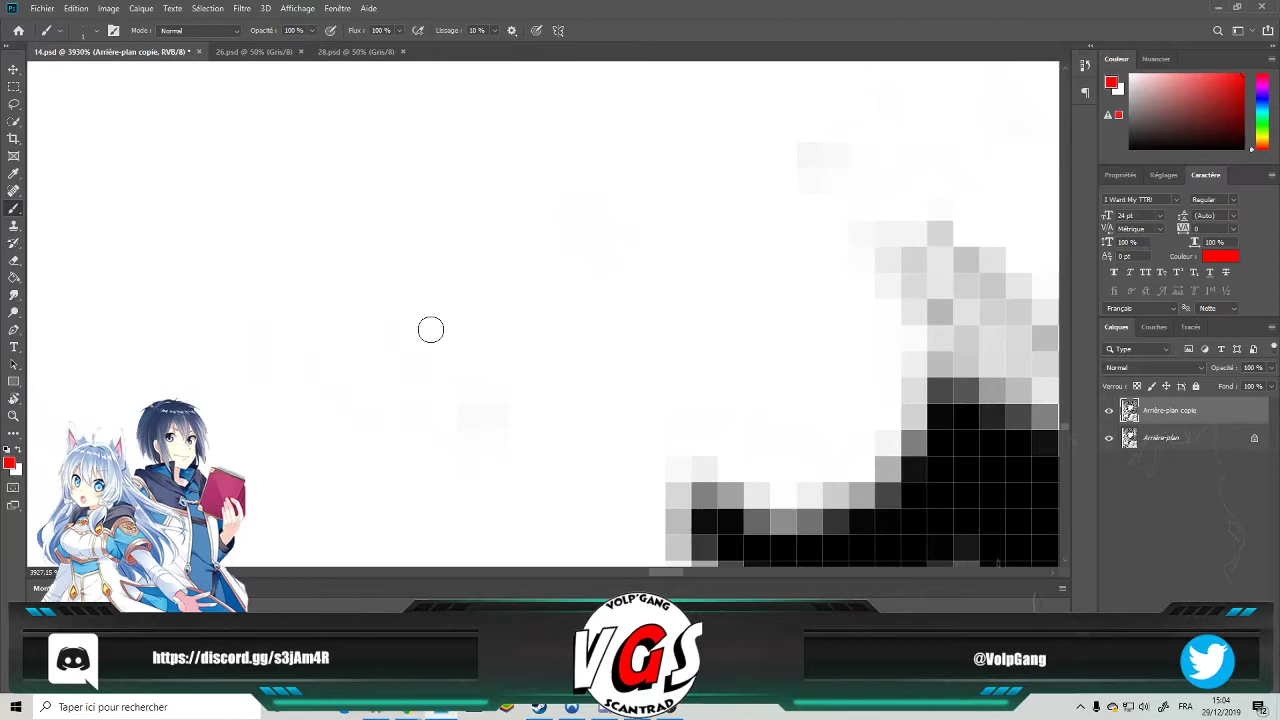 Ps Fichier Edition Image Calque Texte Sélection Filtre 3D Affichage Fenêtre Aide
Mode : Normal Opacité : 100 % Flux : 100 % Lissage : 10 %
14.psd @ 3930% (Arrière-plan copie, RVB/8) * × 26.psd @ 50% (Gris/8) × 28.psd @ 50% (Gris/8) ×
Couleur Nuancier
Propriétés Réglages Caractère
I Want My TTR! Regular
24 pt (Auto)
Métrique 0
100 % 100 %
0 pt Couleur :
Français Nette
Calques Couches Tracés
Type
Normal Opacité : 100 %
Verrou : Fond : 100 %
Arrière-plan copie
Arrière-plan
VOLP'GANG
VGS
SCANTRAD
https://discord.gg/s3jAm4R
@VolpGang
Taper ici pour rechercher
FRA
15:04
29/12/2019